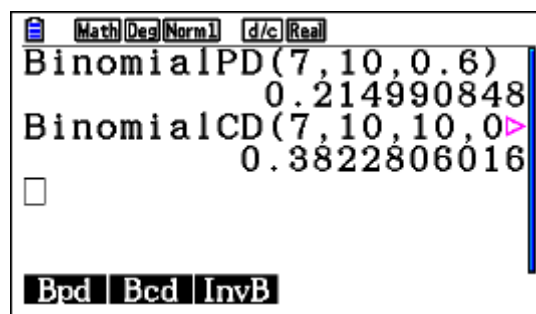 Math Deg Norm1 d/c Real
BinomialPD(7,10,0.6)
0.214990848
BinomialCD(7,10,10,0
0.3822806016
Bpd Bcd InvB